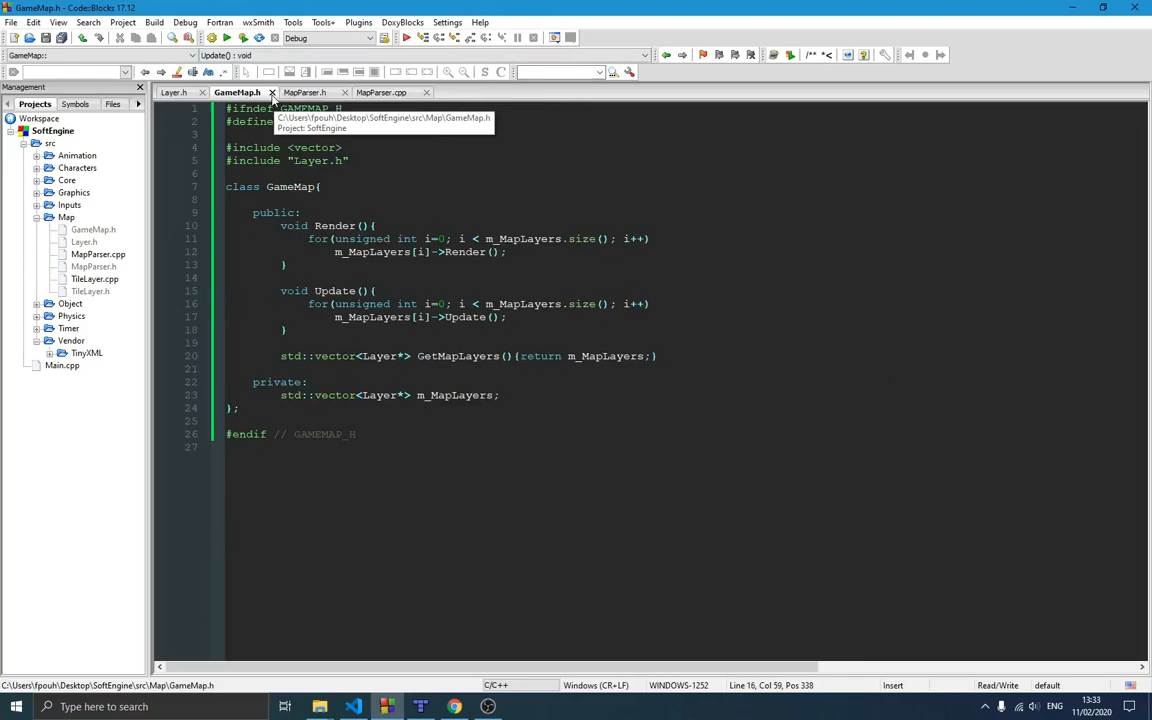 GameMap.h - Code::Blocks 17.12
File Edit View Search Project Build Debug Fortran wxSmith Tools Tools+ Plugins DoxyBlocks Settings Help
Debug
GameMap:: Update() : void
/** *<
S C
Management
Projects Symbols Files
Workspace
SoftEngine
src
Animation
Characters
Core
Graphics
Inputs
Map
GameMap.h
Layer.h
MapParser.cpp
MapParser.h
TileLayer.cpp
TileLayer.h
Object
Physics
Timer
Vendor
TinyXML
Main.cpp
Layer.h GameMap.h MapParser.h MapParser.cpp
C:\Users\fpouh\Desktop\SoftEngine\src\Map\GameMap.h
Project: SoftEngine
1 #ifndef GAMEMAP_H
2 #define
3
4 #include <vector>
5 #include "Layer.h"
6
7 class GameMap{
8
9 public:
10 void Render(){
11 for(unsigned int i=0; i < m_MapLayers.size(); i++)
12 m_MapLayers[i]->Render();
13 }
14
15 void Update(){
16 for(unsigned int i=0; i < m_MapLayers.size(); i++)
17 m_MapLayers[i]->Update();
18 }
19
20 std::vector<Layer*> GetMapLayers(){return m_MapLayers;}
21
22 private:
23 std::vector<Layer*> m_MapLayers;
24 };
25
26 #endif // GAMEMAP_H
27
C:\Users\fpouh\Desktop\SoftEngine\src\Map\GameMap.h C/C++ Windows (CR+LF) WINDOWS-1252 Line 16, Col 59, Pos 338 Insert Read/Write default
Type here to search
ENG
13:33
11/02/2020